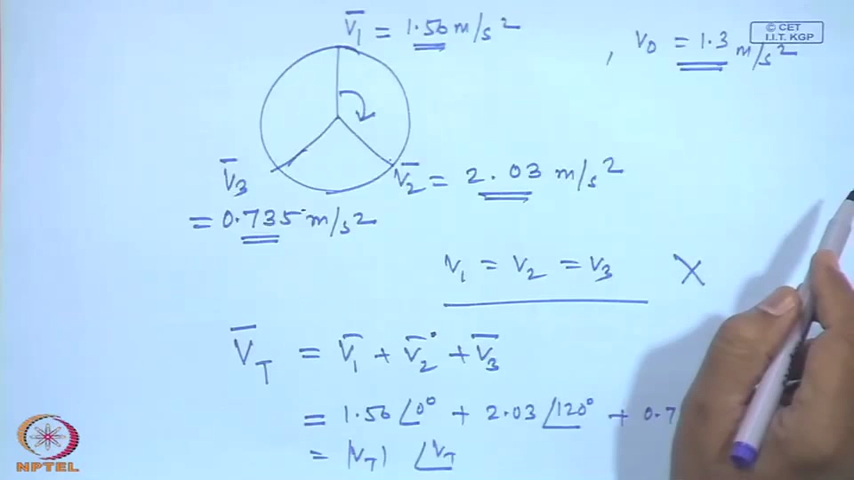 V̄1 = 1.56 m/s2
, V0 = 1.3 m/s2
© CET
I.I.T. KGP
V̄3
V̄2 = 2.03 m/s2
= 0.735 m/s2
V1 = V2 = V3 X
V̄T = V̄1 + V̄2 + V̄3
= 1.56 ∠0° + 2.03 ∠120° + 0.7
= |VT| ∠VT
NPTEL